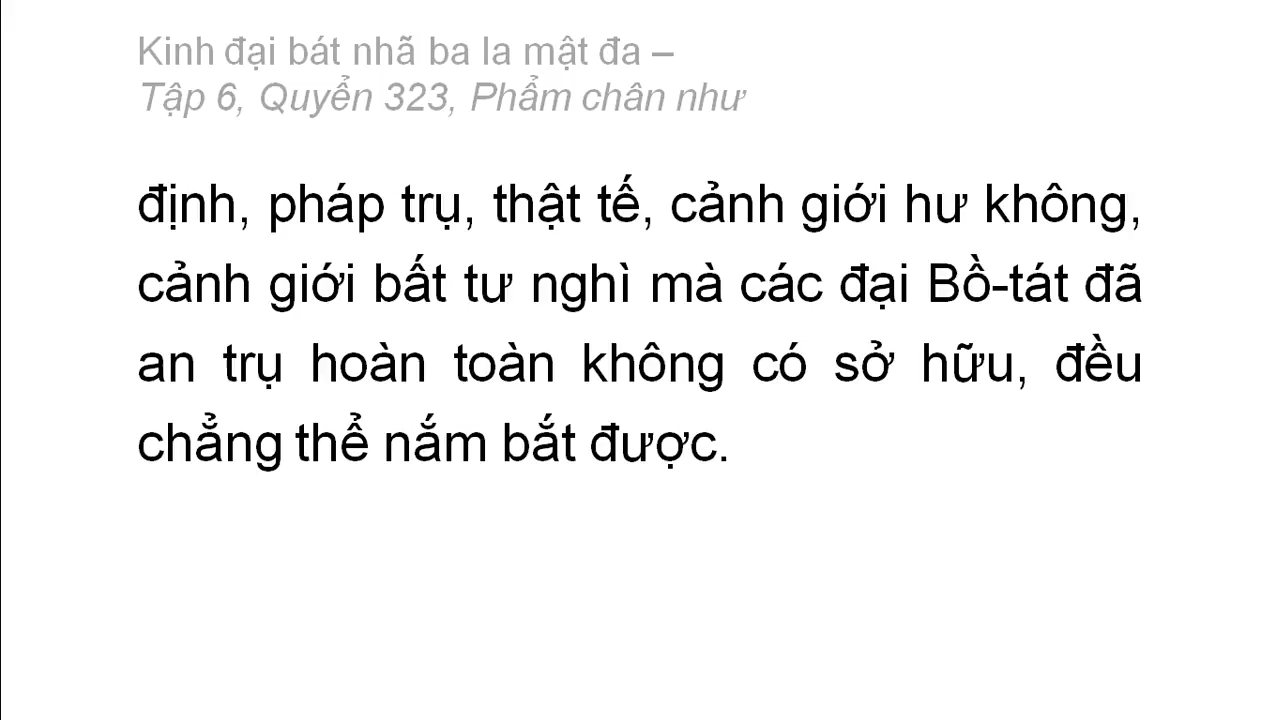 Kinh đại bát nhã ba la mật đa –
Tập 6, Quyển 323, Phẩm chân như
định, pháp trụ, thật tế, cảnh giới hư không,
cảnh giới bất tư nghì mà các đại Bồ-tát đã
an trụ hoàn toàn không có sở hữu, đều
chẳng thể nắm bắt được.